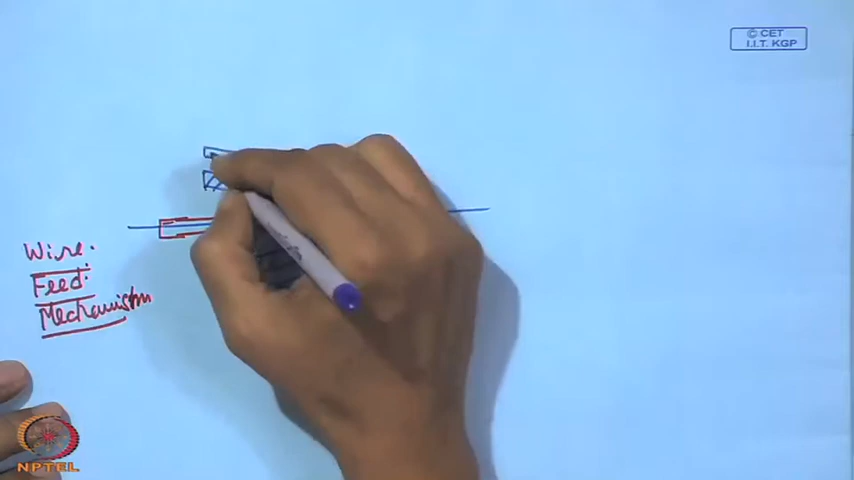 © CET
I.I.T. KGP
Wire.
Feed.
Mechanism
NPTEL